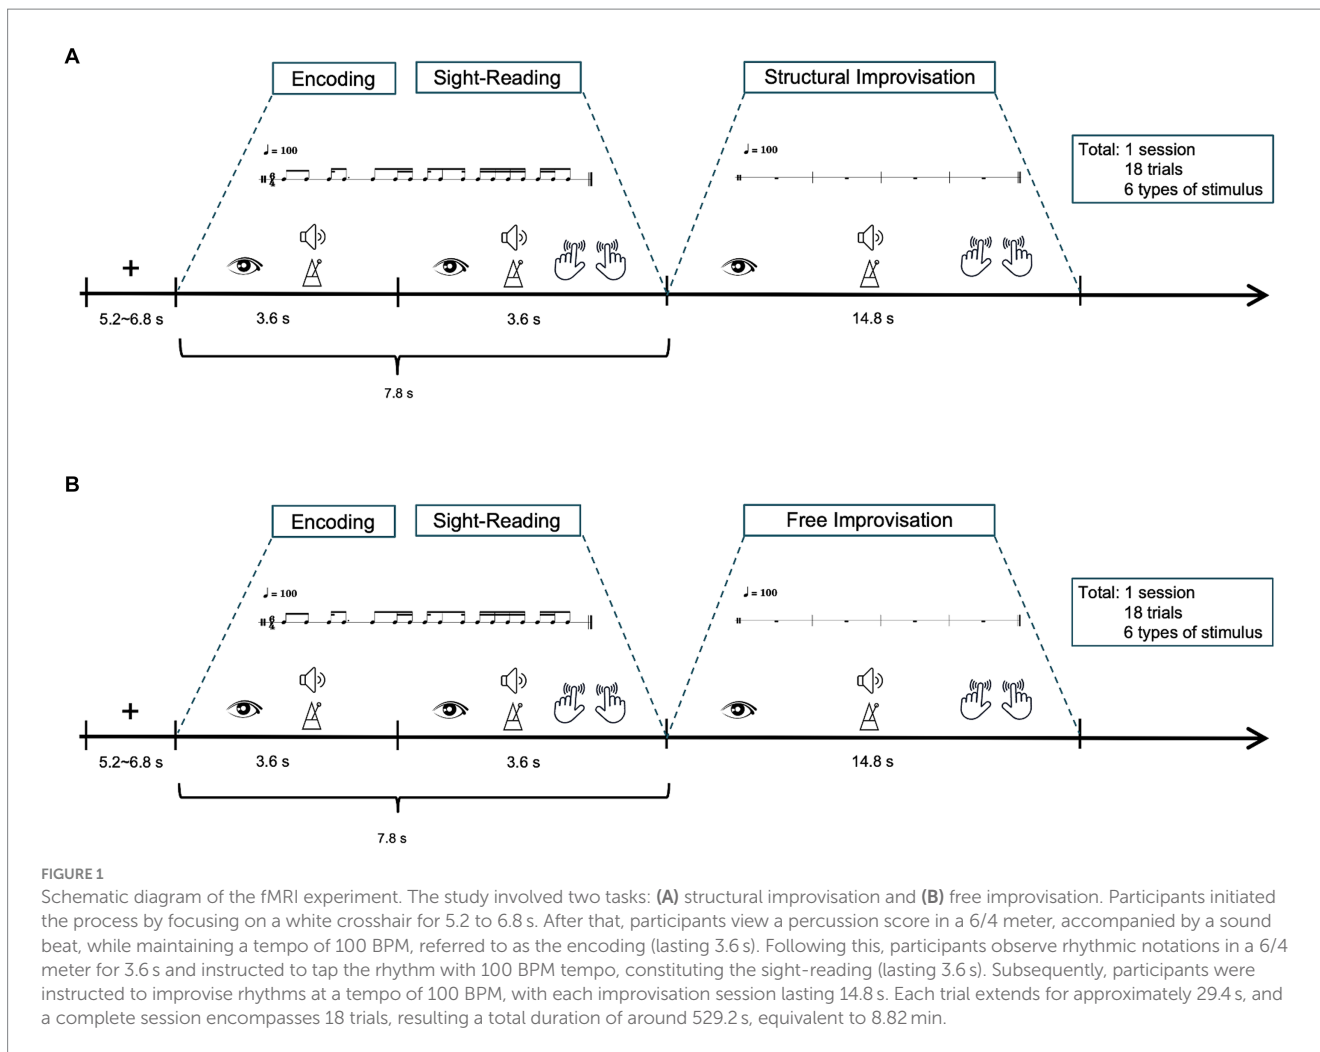 A
Encoding
Sight-Reading
Structural Improvisation
♩ = 100
♩ = 100
6/4
Total: 1 session
18 trials
6 types of stimulus
+
5.2~6.8 s
3.6 s
3.6 s
14.8 s
7.8 s
B
Encoding
Sight-Reading
Free Improvisation
♩ = 100
♩ = 100
6/4
Total: 1 session
18 trials
6 types of stimulus
+
5.2~6.8 s
3.6 s
3.6 s
14.8 s
7.8 s
FIGURE 1
Schematic diagram of the fMRI experiment. The study involved two tasks: (A) structural improvisation and (B) free improvisation. Participants initiated
the process by focusing on a white crosshair for 5.2 to 6.8 s. After that, participants view a percussion score in a 6/4 meter, accompanied by a sound
beat, while maintaining a tempo of 100 BPM, referred to as the encoding (lasting 3.6 s). Following this, participants observe rhythmic notations in a 6/4
meter for 3.6 s and instructed to tap the rhythm with 100 BPM tempo, constituting the sight-reading (lasting 3.6 s). Subsequently, participants were
instructed to improvise rhythms at a tempo of 100 BPM, with each improvisation session lasting 14.8 s. Each trial extends for approximately 29.4 s, and
a complete session encompasses 18 trials, resulting a total duration of around 529.2 s, equivalent to 8.82 min.